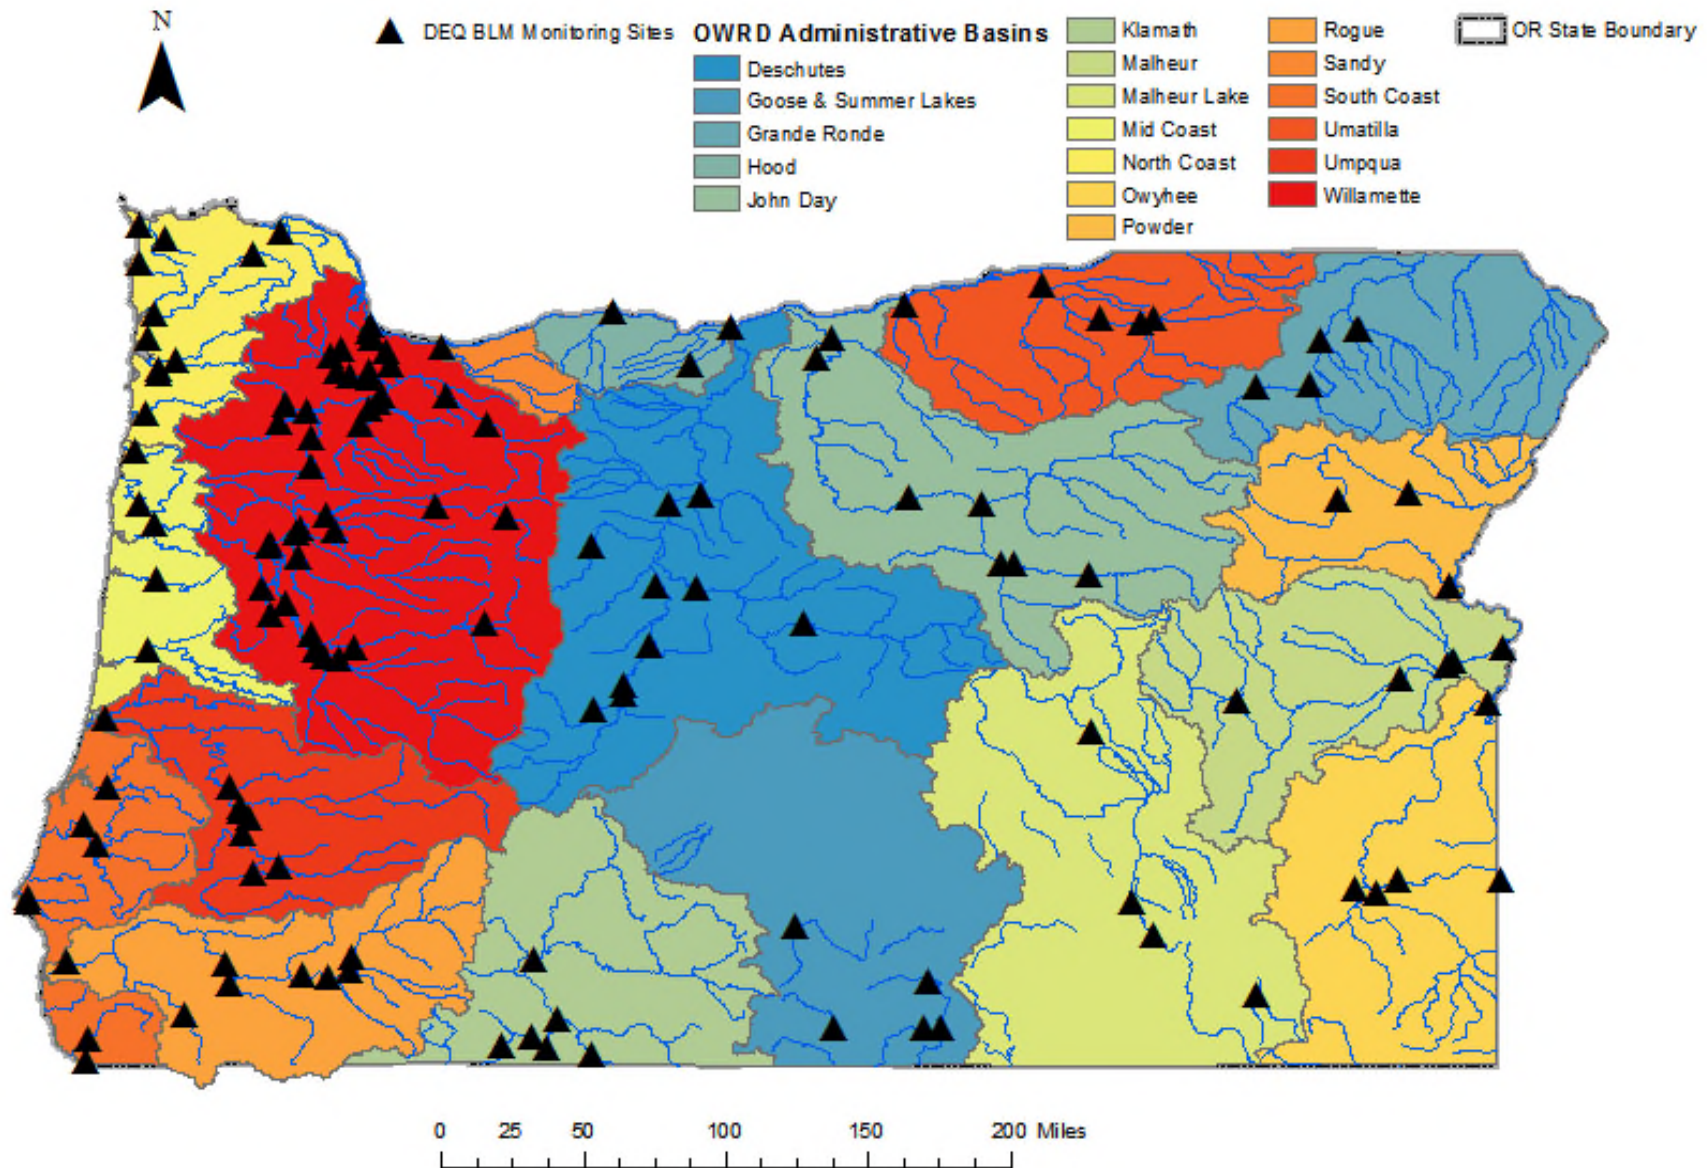 N
DEQ BLM Monitoring Sites
OWRD Administrative Basins
Deschutes
Goose & Summer Lakes
Grande Ronde
Hood
John Day
Klamath
Malheur
Malheur Lake
Mid Coast
North Coast
Owyhee
Powder
Rogue
Sandy
South Coast
Umatilla
Umpqua
Willamette
OR State Boundary
0 25 50 100 150 200 Miles